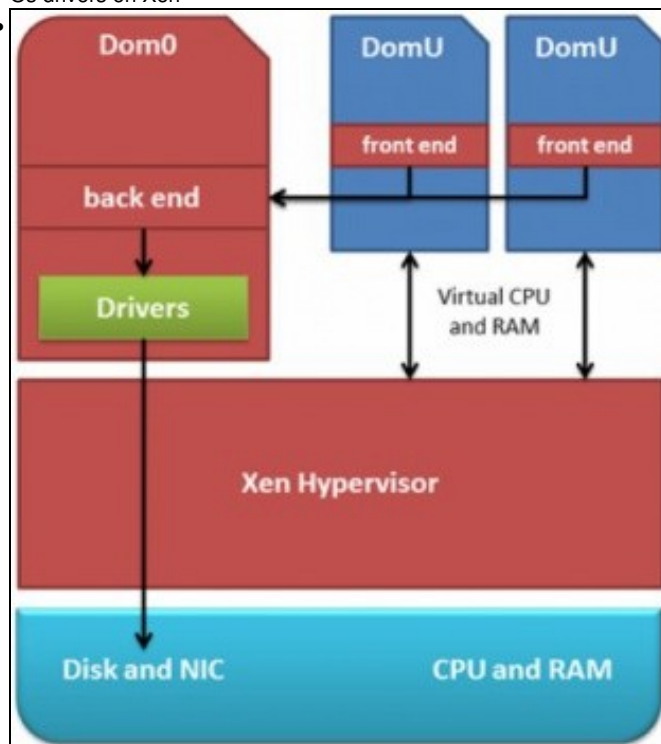 Dom0
DomU
DomU
front end
front end
back end
Drivers
Virtual CPU
and RAM
Xen Hypervisor
Disk and NIC
CPU and RAM